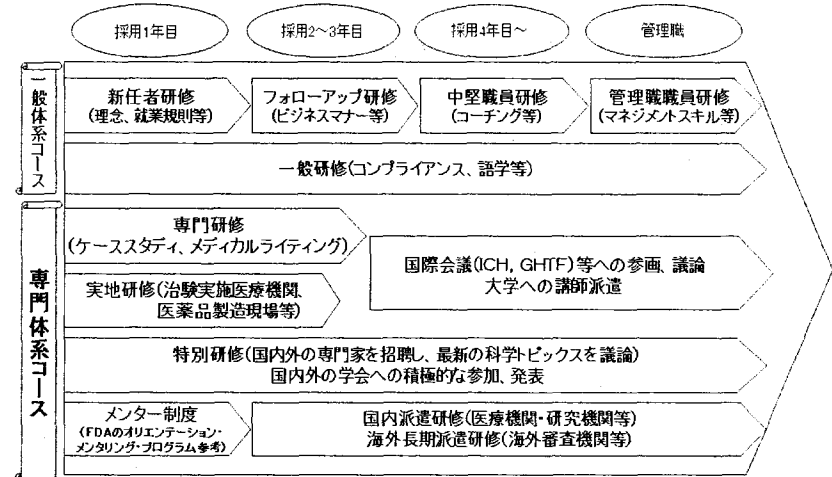 採用1年目
採用2~3年目
採用4年目~
管理職
一般体系コース
新任者研修
(理念、就業規則等)
フォローアップ研修
(ビジネスマナー等)
中堅職員研修
(コーチング等)
管理職職員研修
(マネジメントスキル等)
一般研修(コンプライアンス、語学等)
専門体系コース
専門研修
(ケーススタディ、メディカルライティング)
国際会議(ICH, GHTF)等への参画、議論
大学への講師派遣
実地研修(治験実施医療機関、
医薬品製造現場等)
特別研修(国内外の専門家を招聘し、最新の科学トピックスを議論)
国内外の学会への積極的な参加、発表
メンター制度
(FDAのオリエンテーション・
メンタリング・プログラム参考)
国内派遣研修(医療機関・研究機関等)
海外長期派遣研修(海外審査機関等)